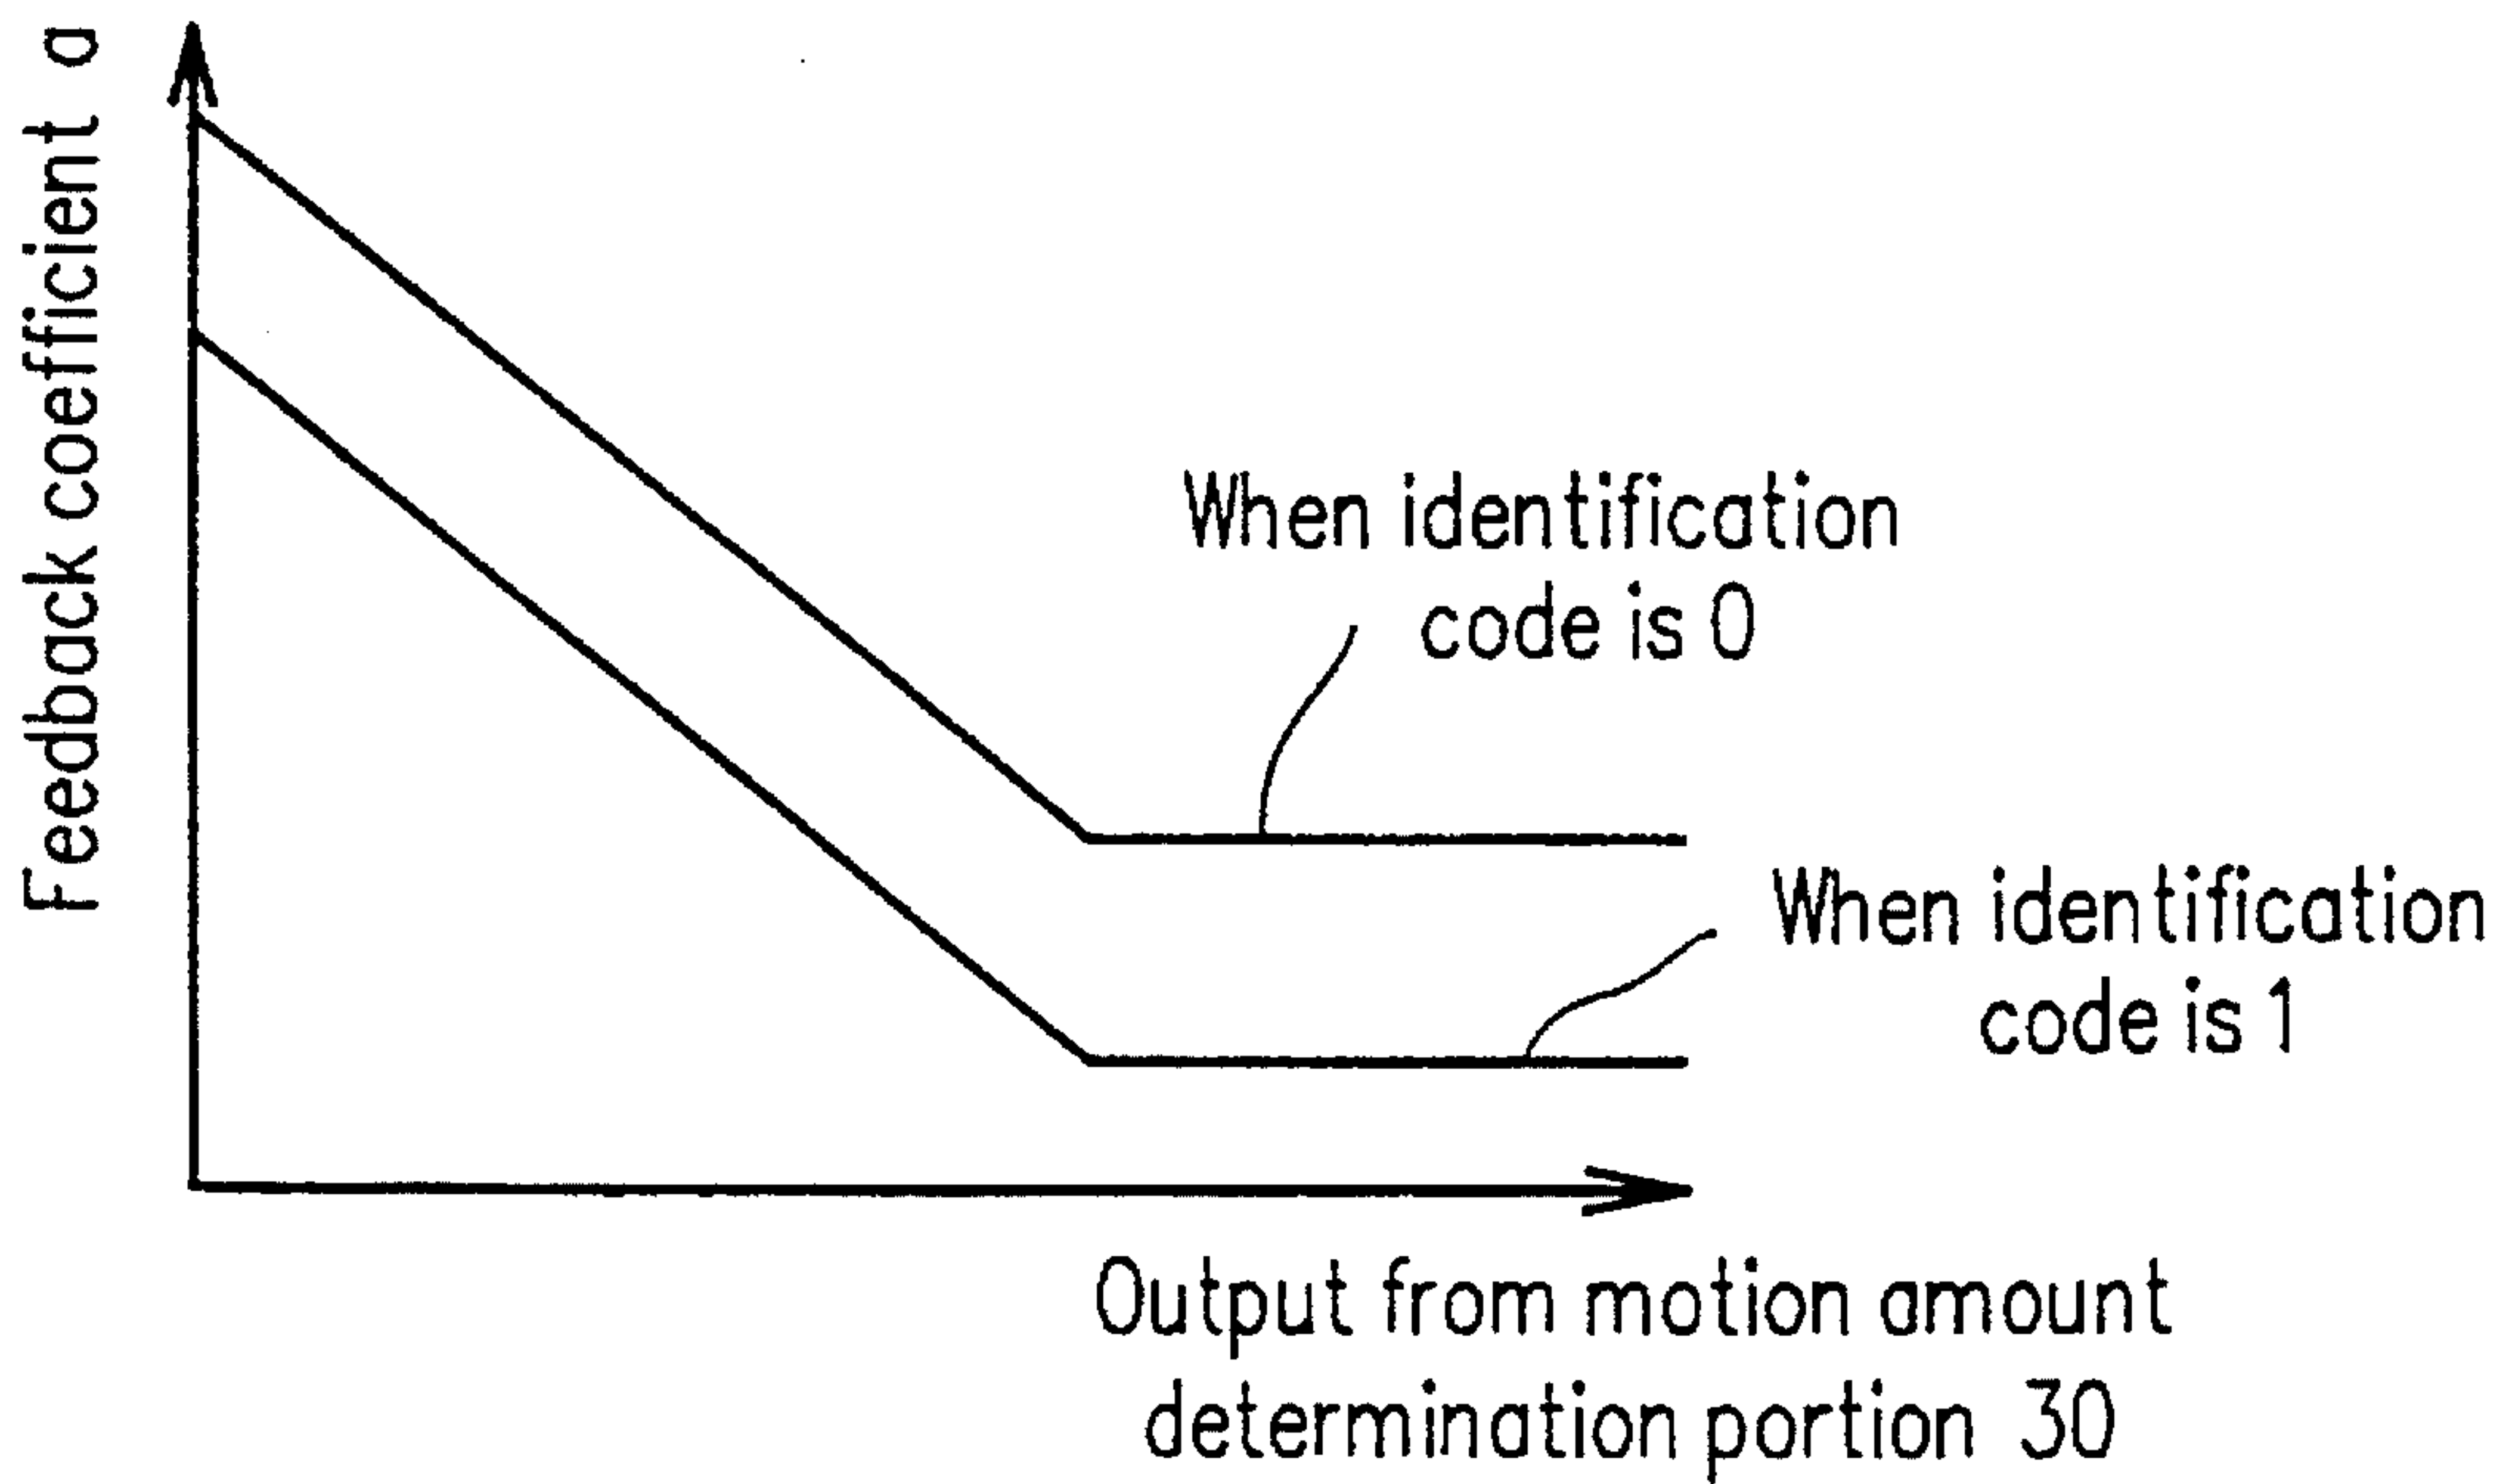 Feedback coefficient a
When identification
code is 0
When identification
code is 1
Output from motion amount
determination portion 30